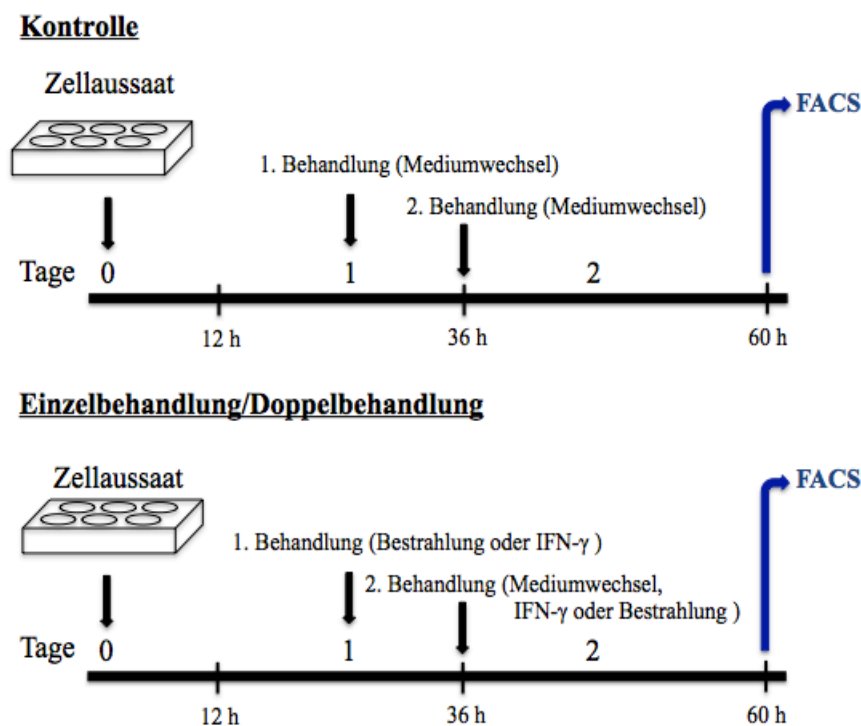 Kontrolle
Zellaussaat
FACS
1. Behandlung (Mediumwechsel)
2. Behandlung (Mediumwechsel)
Tage 0 1 2
12 h 36 h 60 h
Einzelbehandlung/Doppelbehandlung
Zellaussaat
FACS
1. Behandlung (Bestrahlung oder IFN-γ )
2. Behandlung (Mediumwechsel,
IFN-γ oder Bestrahlung )
Tage 0 1 2
12 h 36 h 60 h